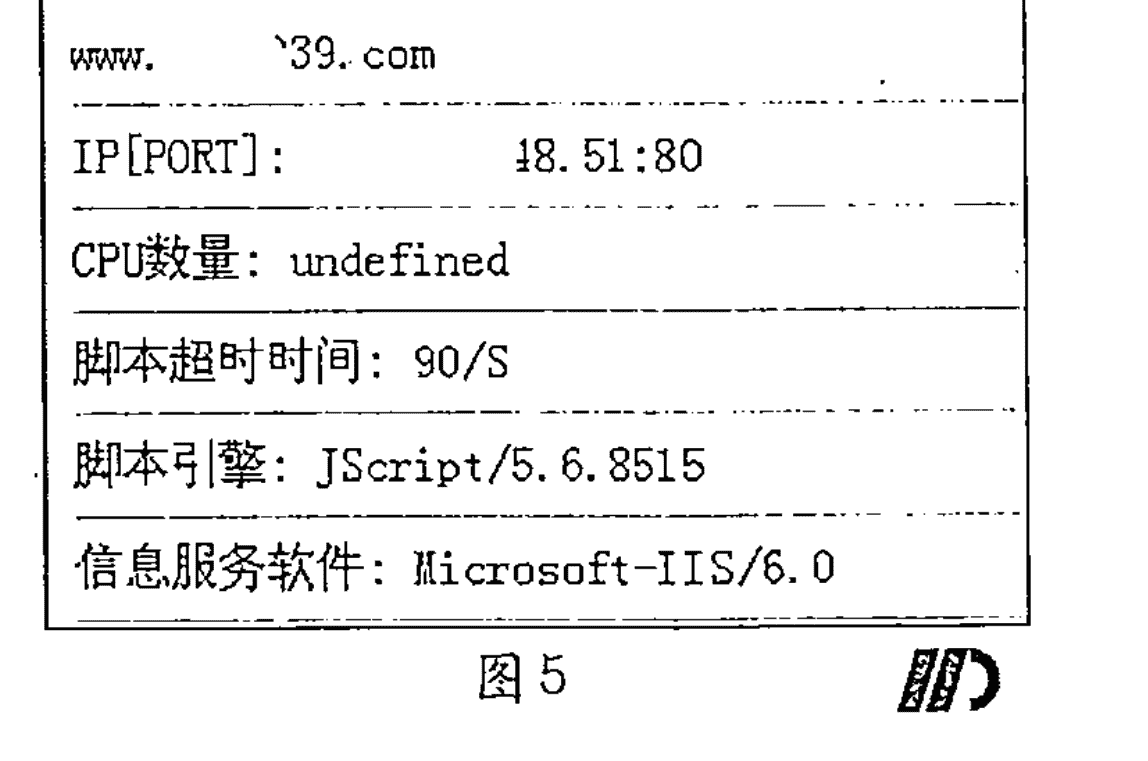 www. 39.com
IP[PORT]: 48.51:80
CPU数量: undefined
脚本超时时间: 90/S
脚本引擎: JScript/5.6.8515
信息服务软件: Microsoft-IIS/6.0
图5